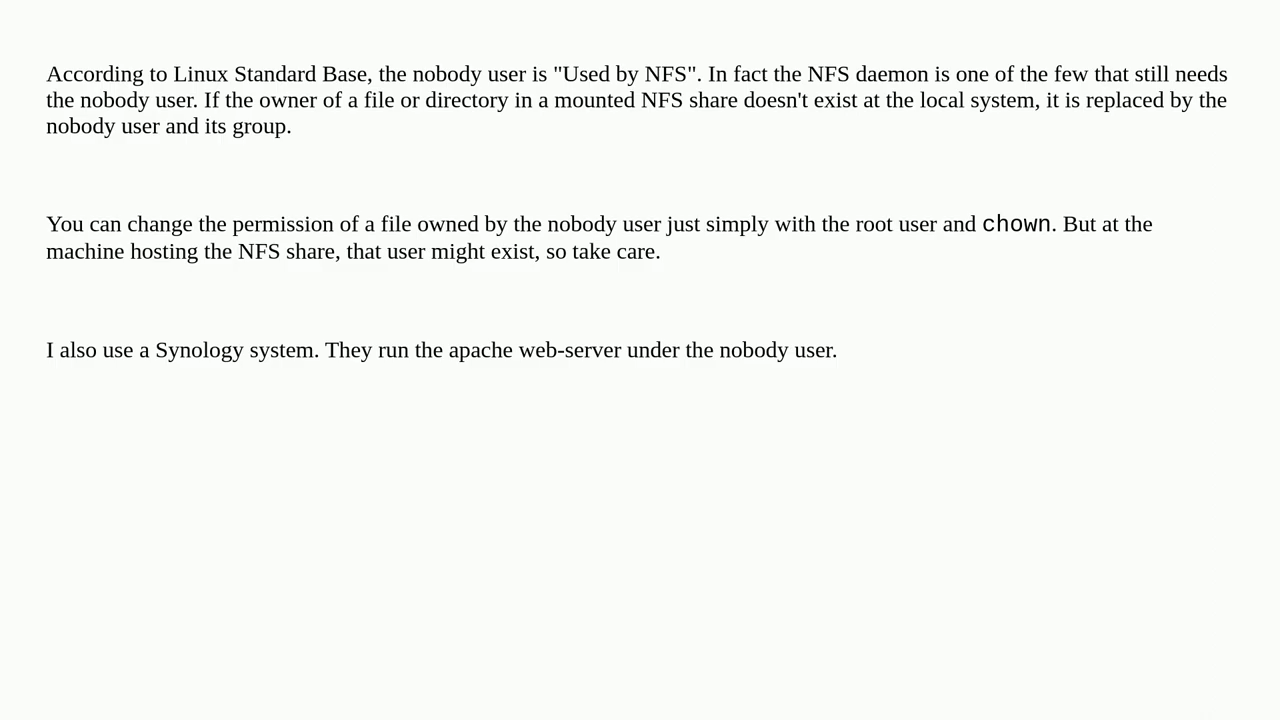 According to Linux Standard Base, the nobody user is "Used by NFS". In fact the NFS daemon is one of the few that still needs
the nobody user. If the owner of a file or directory in a mounted NFS share doesn't exist at the local system, it is replaced by the
nobody user and its group.
You can change the permission of a file owned by the nobody user just simply with the root user and chown. But at the
machine hosting the NFS share, that user might exist, so take care.
I also use a Synology system. They run the apache web-server under the nobody user.